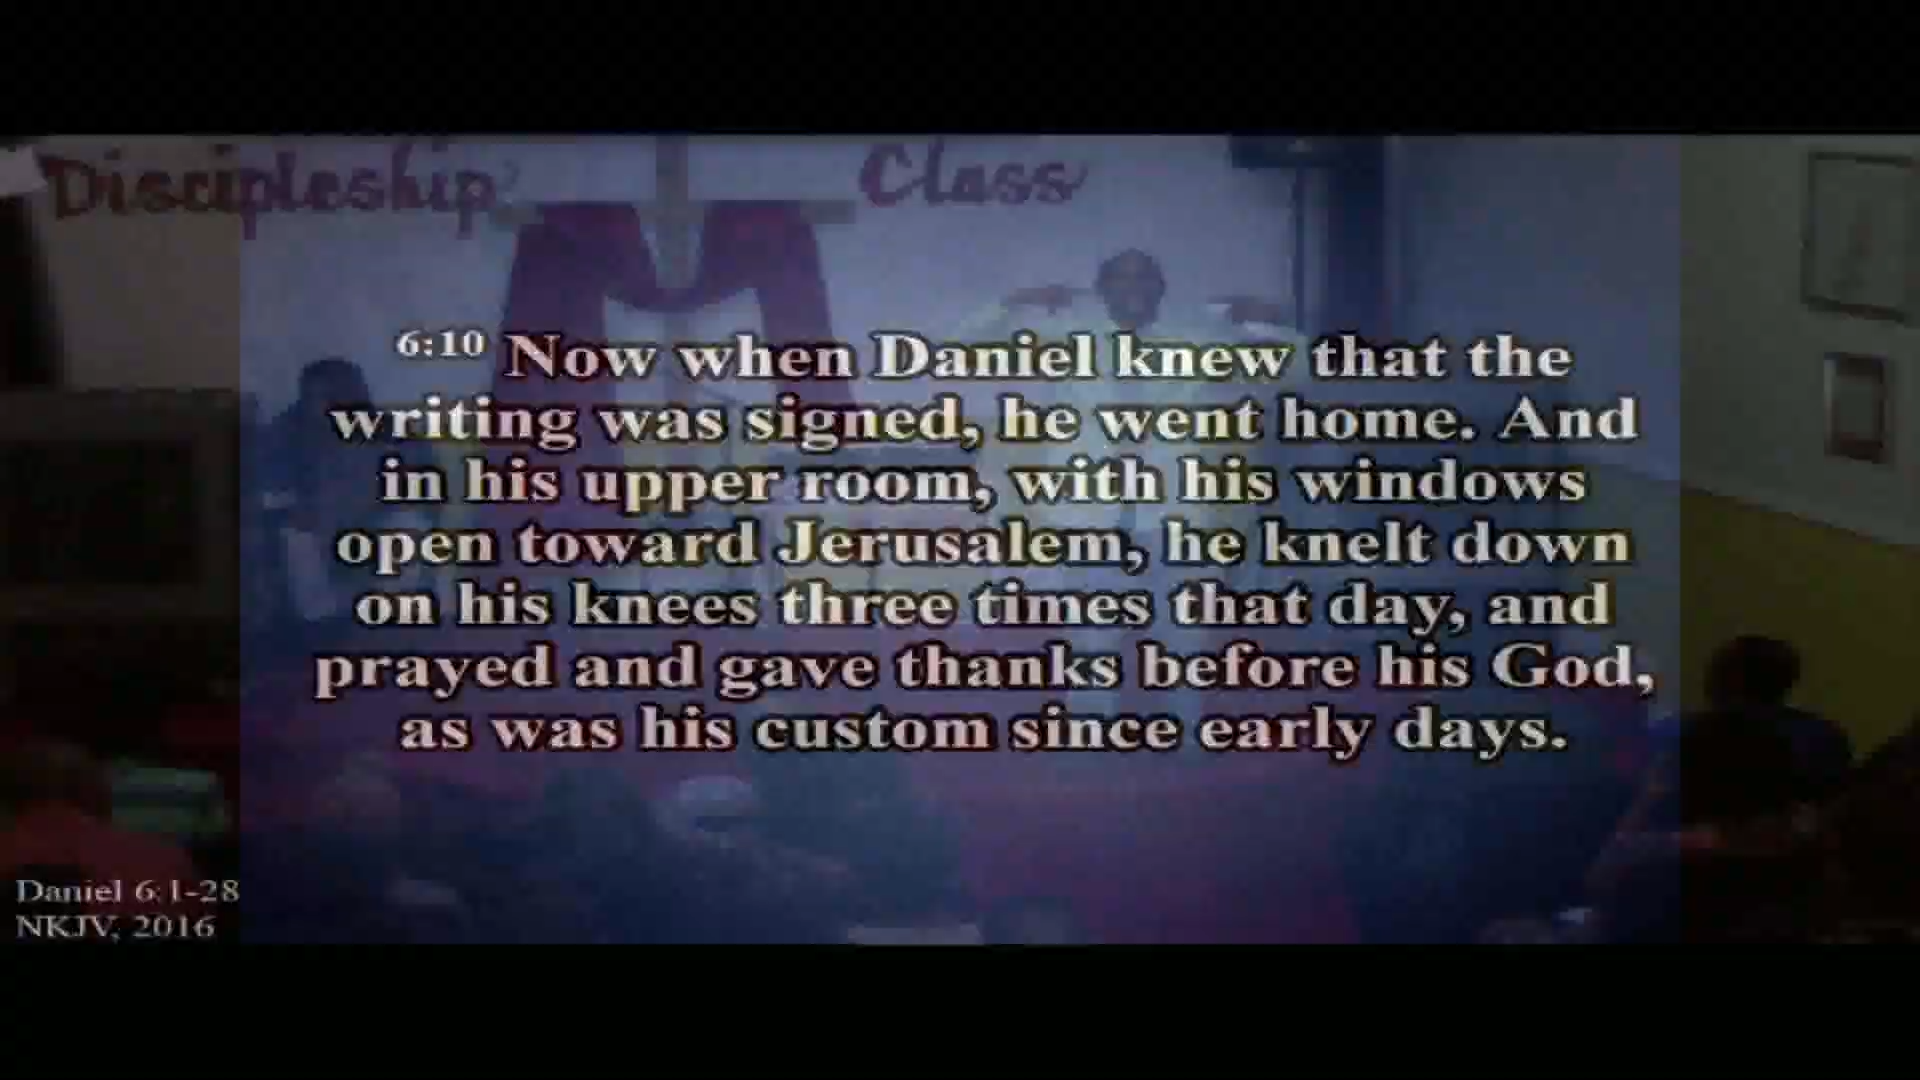 Discipleship Class
6:10 Now when Daniel knew that the
writing was signed, he went home. And
in his upper room, with his windows
open toward Jerusalem, he knelt down
on his knees three times that day, and
prayed and gave thanks before his God,
as was his custom since early days.
Daniel 6:1-28
NKJV, 2016